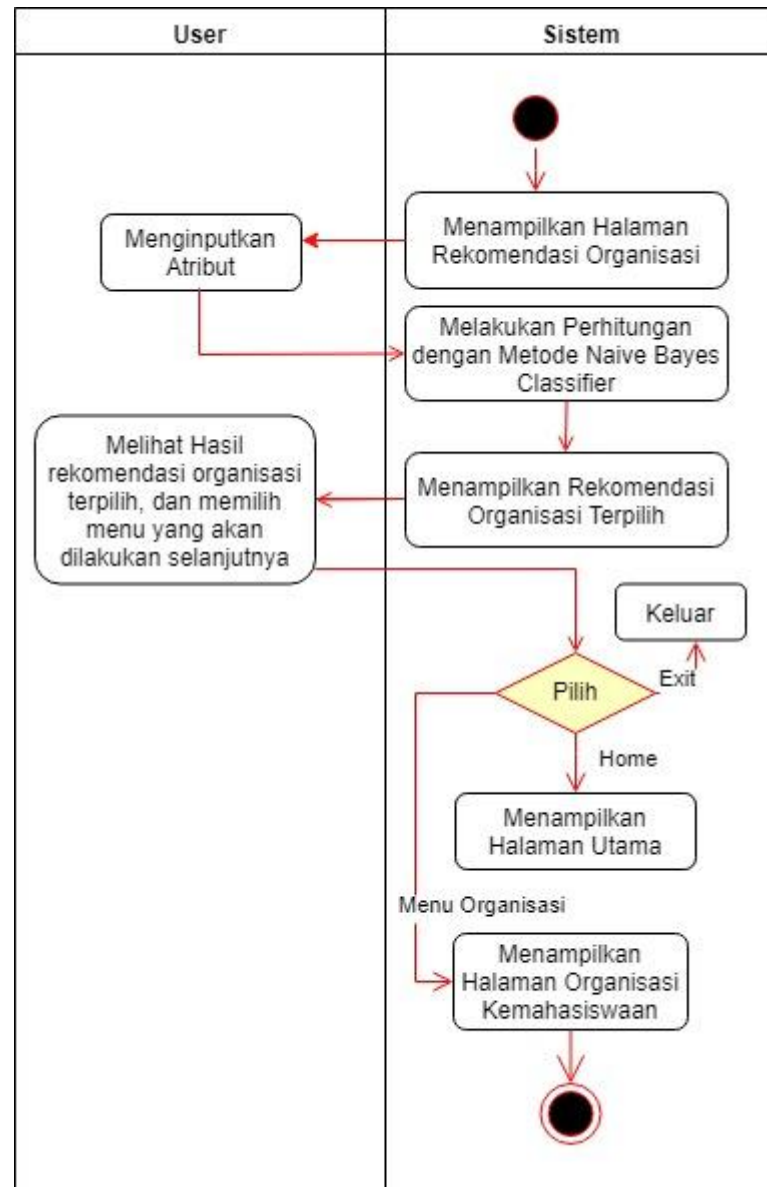 User
Sistem
Menampilkan Halaman
Rekomendasi Organisasi
Menginputkan
Atribut
Melakukan Perhitungan
dengan Metode Naive Bayes
Classifier
Menampilkan Rekomendasi
Organisasi Terpilih
Melihat Hasil
rekomendasi organisasi
terpilih, dan memilih
menu yang akan
dilakukan selanjutnya
Pilih
Exit
Keluar
Home
Menampilkan
Halaman Utama
Menu Organisasi
Menampilkan
Halaman Organisasi
Kemahasiswaan